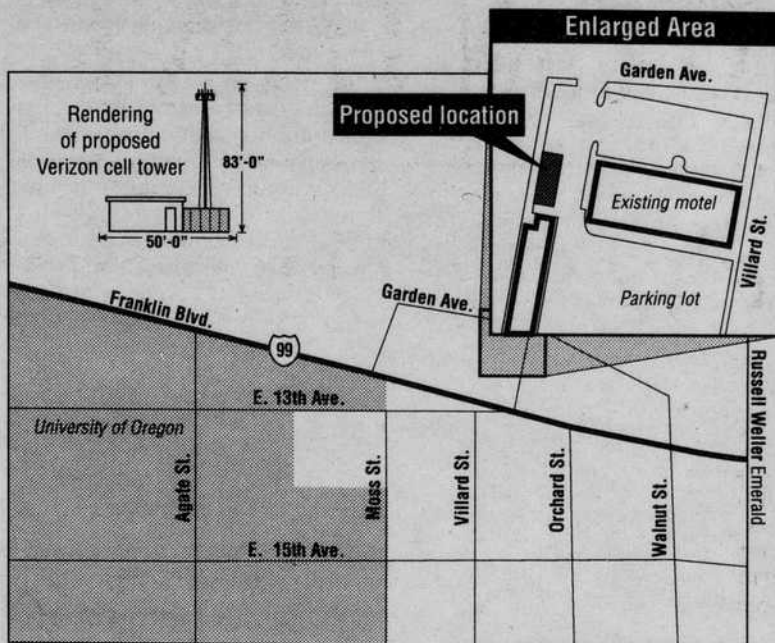 Enlarged Area
Garden Ave.
Proposed location
Existing motel
Villard St.
Parking lot
Rendering
of proposed
Verizon cell tower
83'-0"
50'-0"
Franklin Blvd.
Garden Ave.
99
E. 13th Ave.
University of Oregon
Agate St.
Moss St.
Villard St.
Orchard St.
Walnut St.
E. 15th Ave.
Russell Weller Emerald